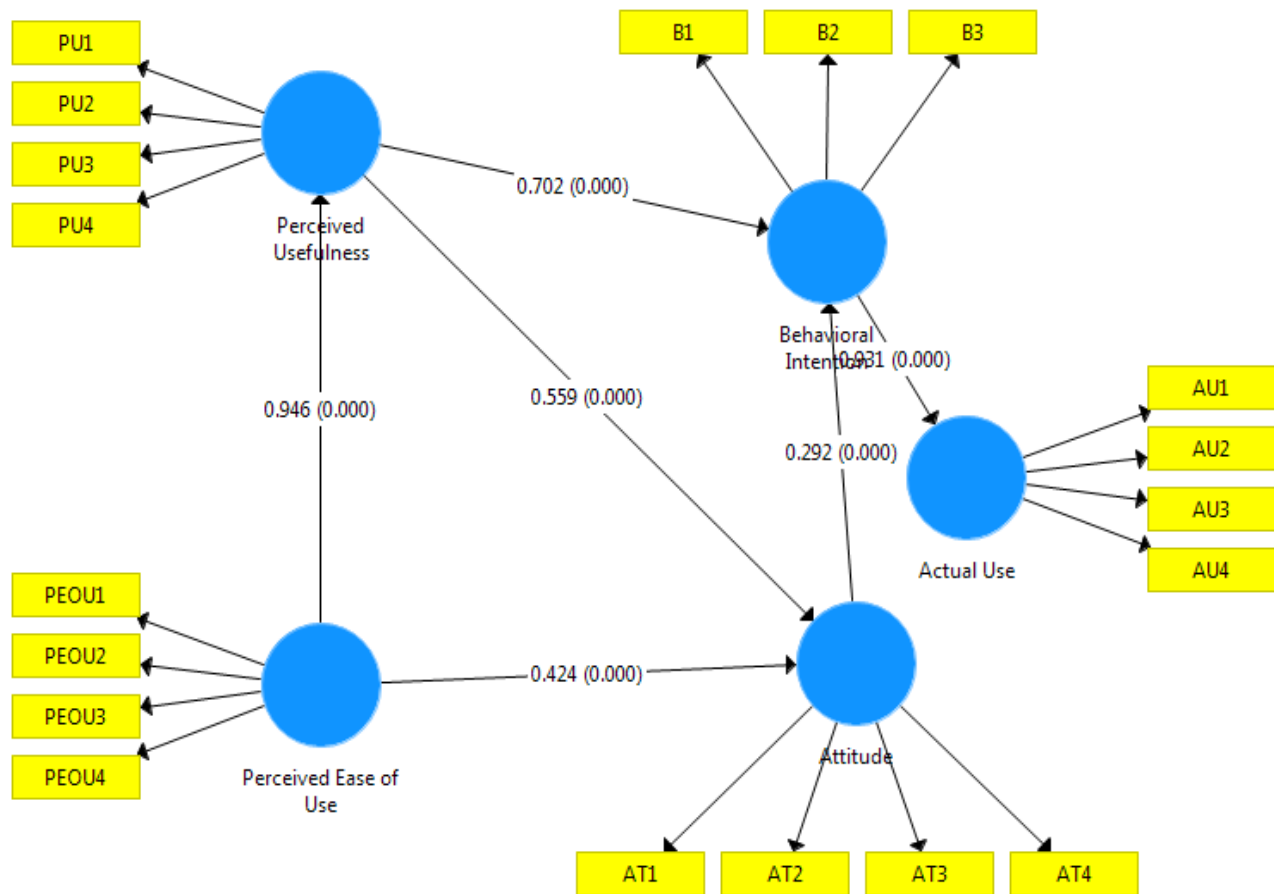 PU1
PU2
PU3
PU4
Perceived
Usefulness
B1
B2
B3
0.702 (0.000)
Behavioral
Intention
0.931 (0.000)
0.946 (0.000)
0.559 (0.000)
0.292 (0.000)
AU1
AU2
AU3
AU4
Actual Use
PEOU1
PEOU2
PEOU3
PEOU4
Perceived Ease of
Use
0.424 (0.000)
Attitude
AT1
AT2
AT3
AT4